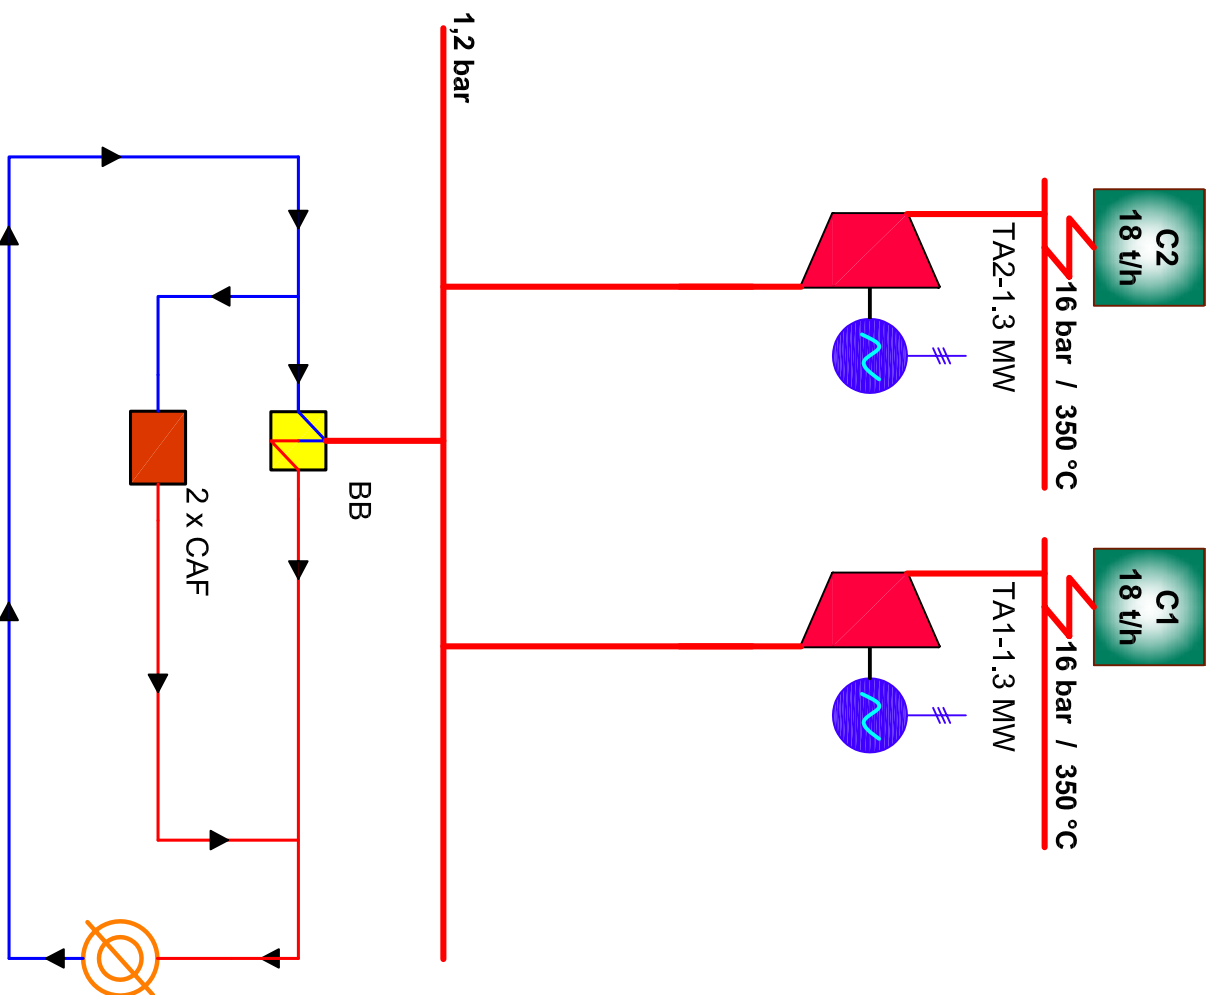 C2
18 t/h
16 bar / 350 °C
TA2-1.3 MW
C1
18 t/h
16 bar / 350 °C
TA1-1.3 MW
1,2 bar
BB
2 x CAF